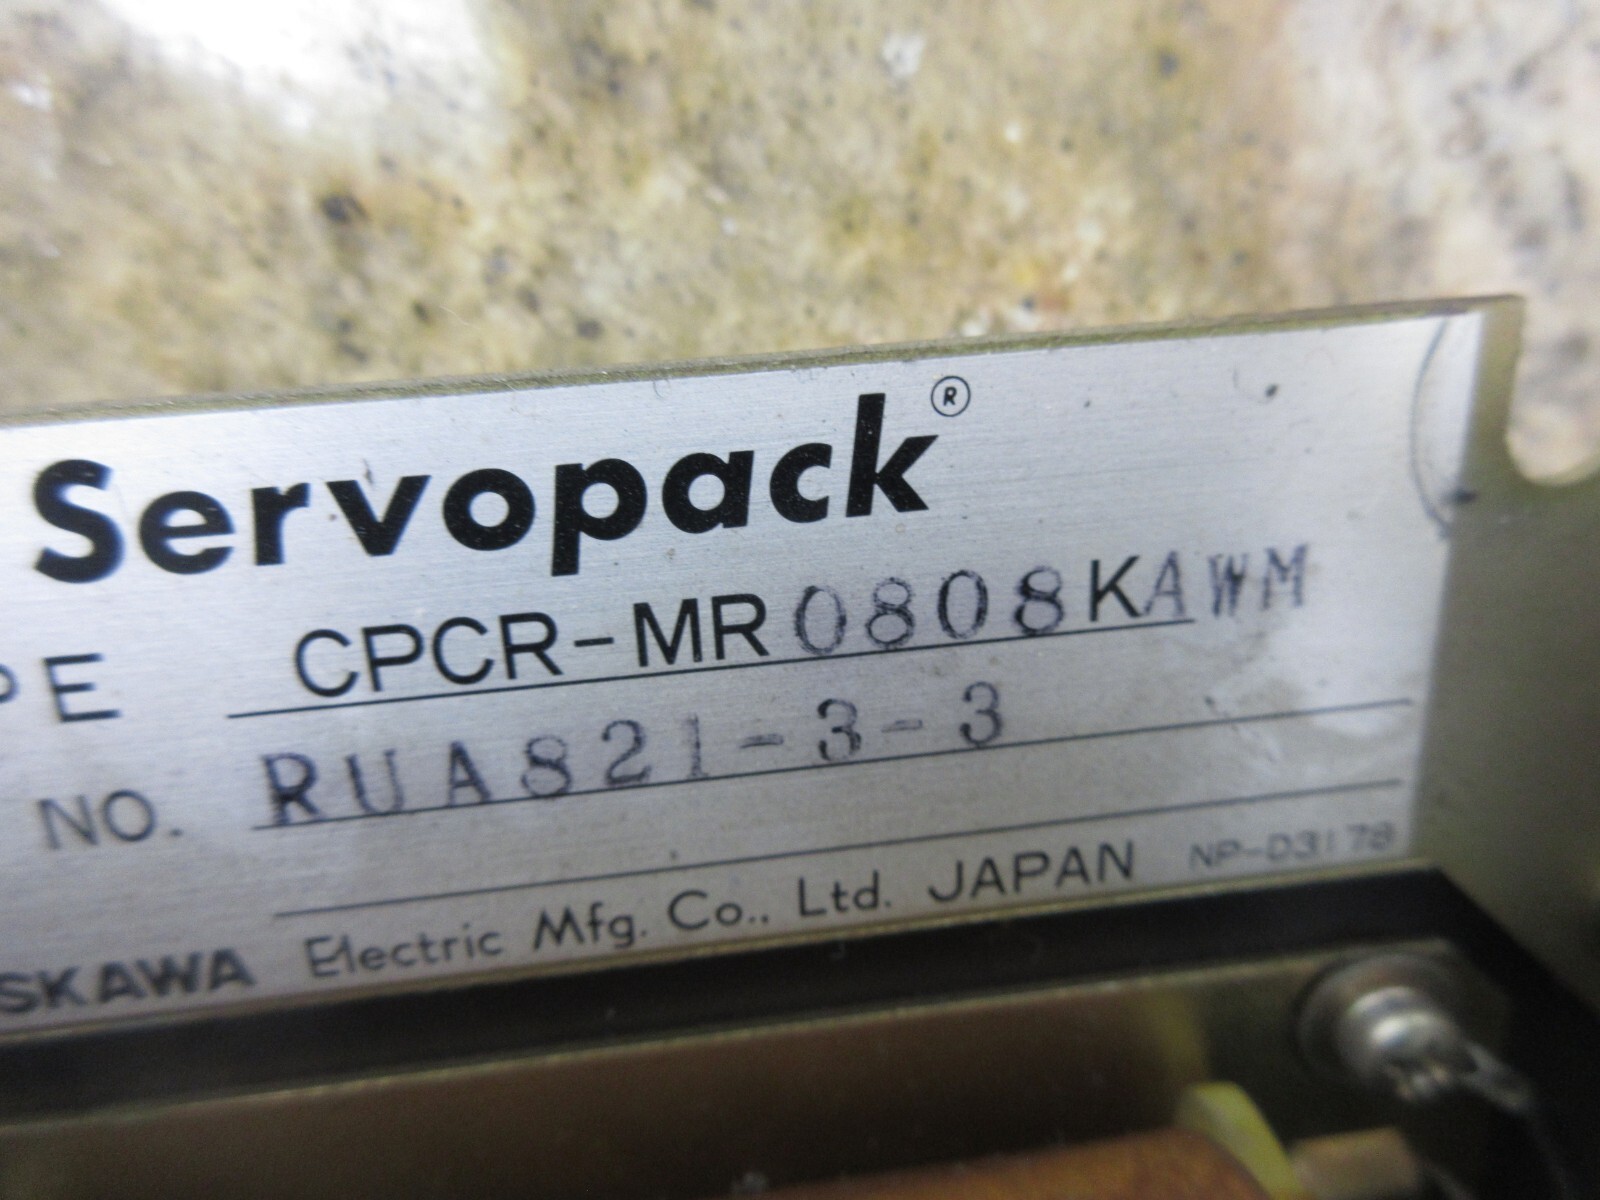 Servopack®
PE CPCR-MR0808KAWM
NO. RUA821-3-3
SKAWA Electric Mfg. Co., Ltd. JAPAN NP-D3178